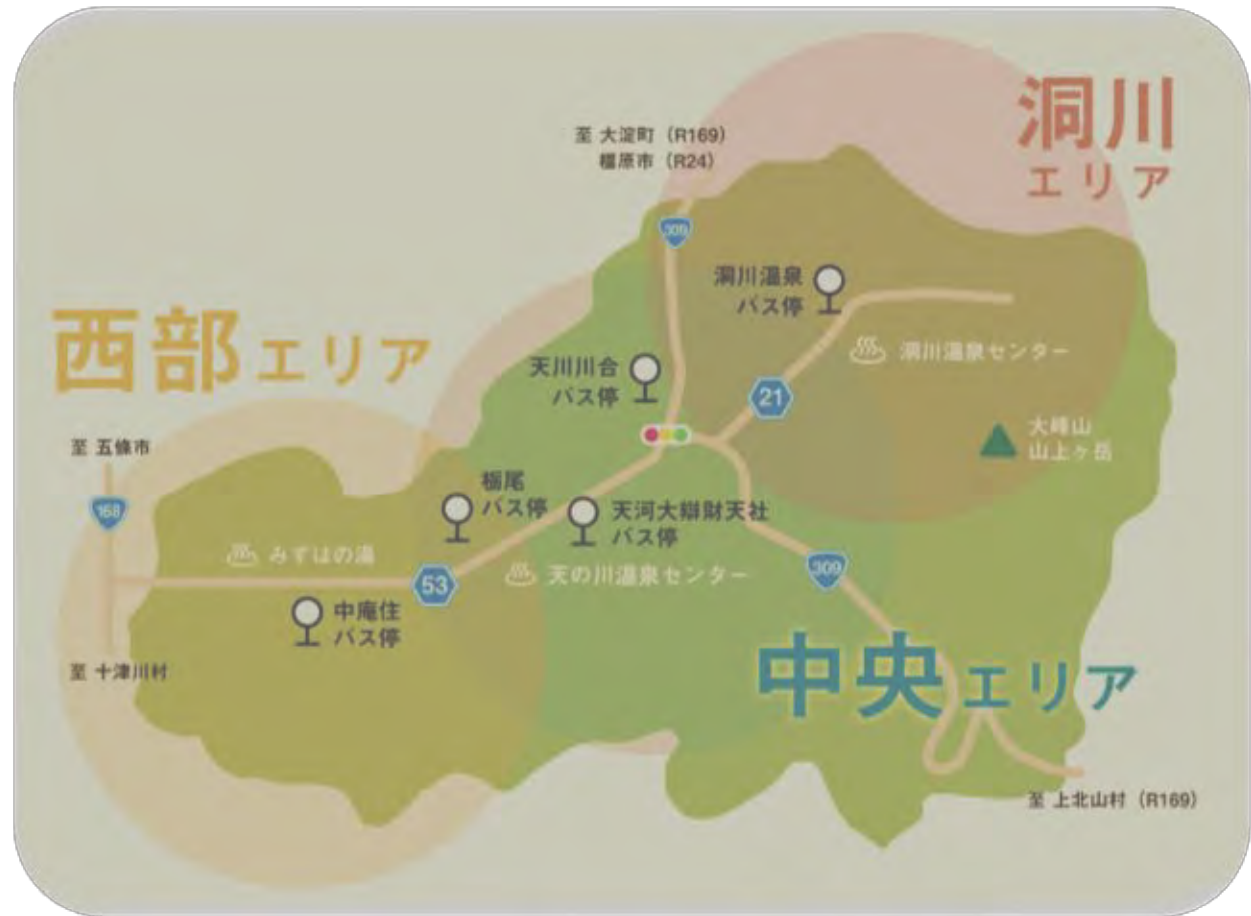 洞川
エリア
至 大淀町（R169）
橿原市（R24）
309
洞川温泉
バス停
西部エリア
天川川合
バス停
洞川温泉センター
21
至 五條市
大峰山
山上ヶ岳
168
栃尾
バス停
天河大辯財天社
バス停
みずはの湯
天の川温泉センター
309
53
中庵住
バス停
中央エリア
至 十津川村
至 上北山村（R169）